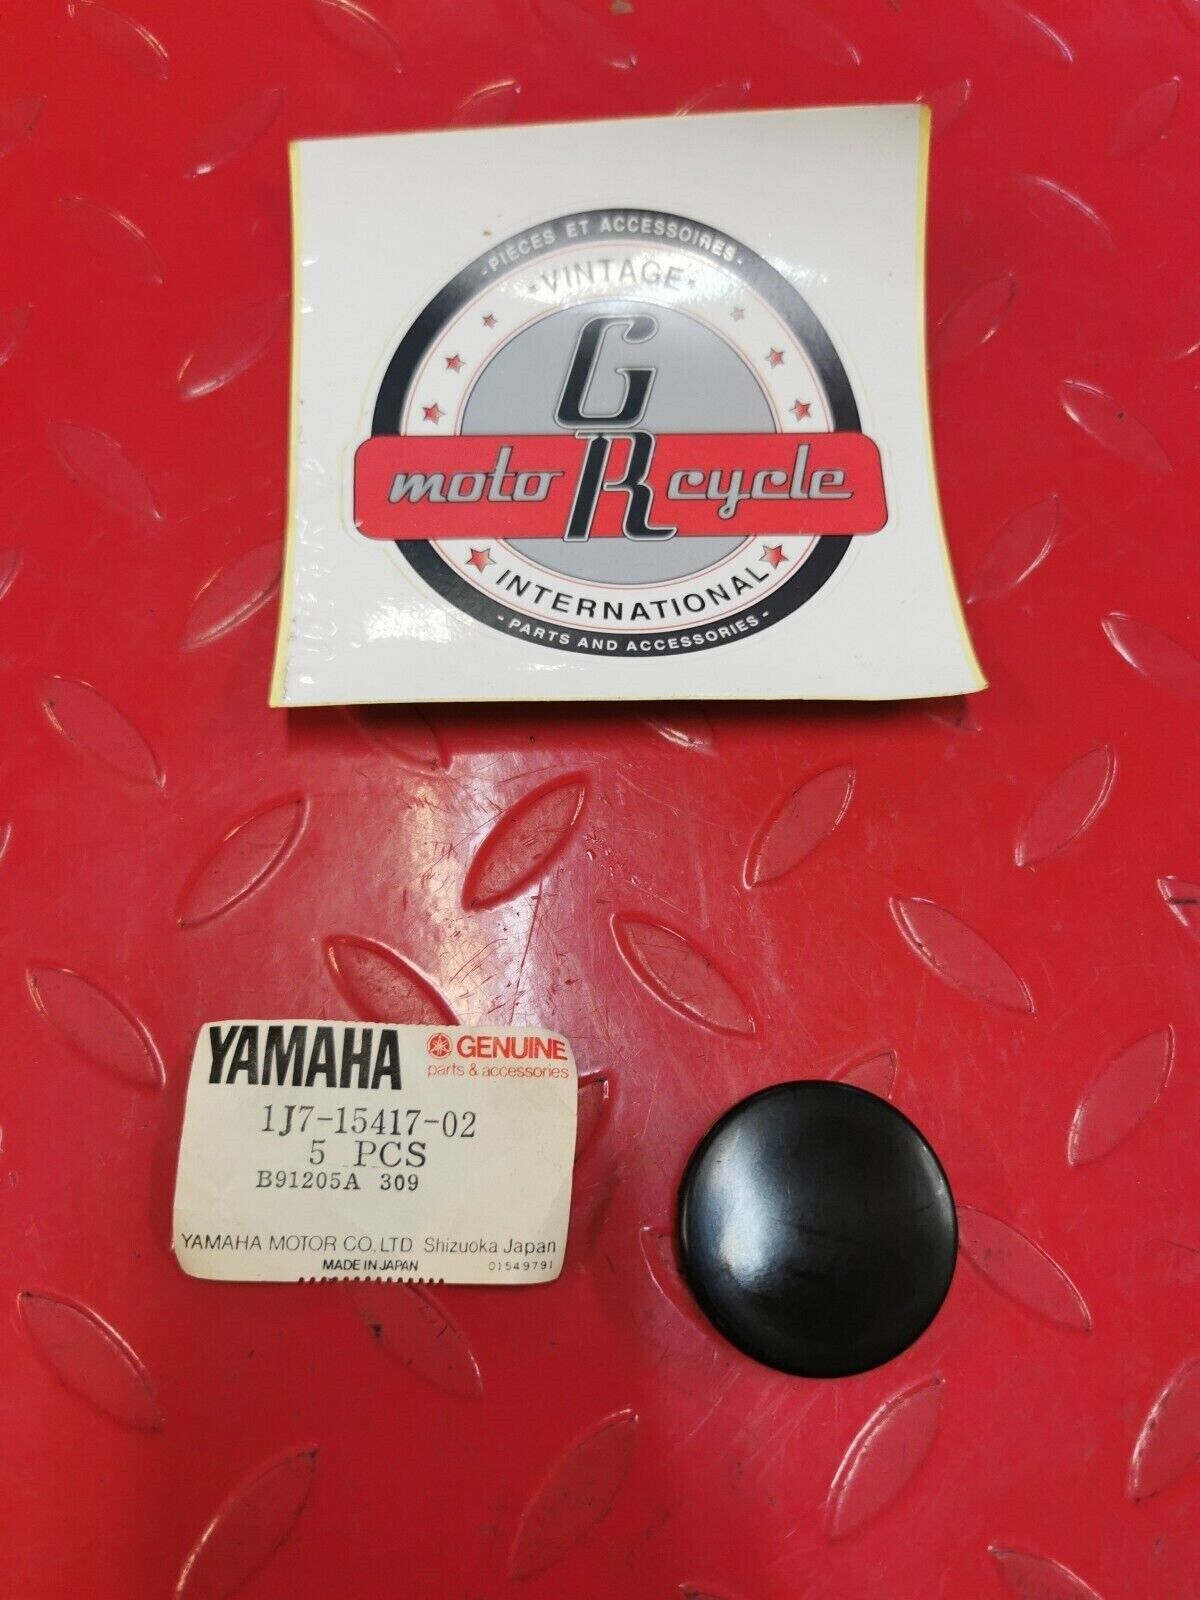 - PIÈCES ET ACCESSOIRES -
- VINTAGE -
G
moto R cycle
INTERNATIONAL
- PARTS AND ACCESSORIES -
YAMAHA GENUINE
parts & accessories
1J7-15417-02
5 PCS
B91205A 309
YAMAHA MOTOR CO.,LTD. Shizuoka Japan
MADE IN JAPAN 01549791